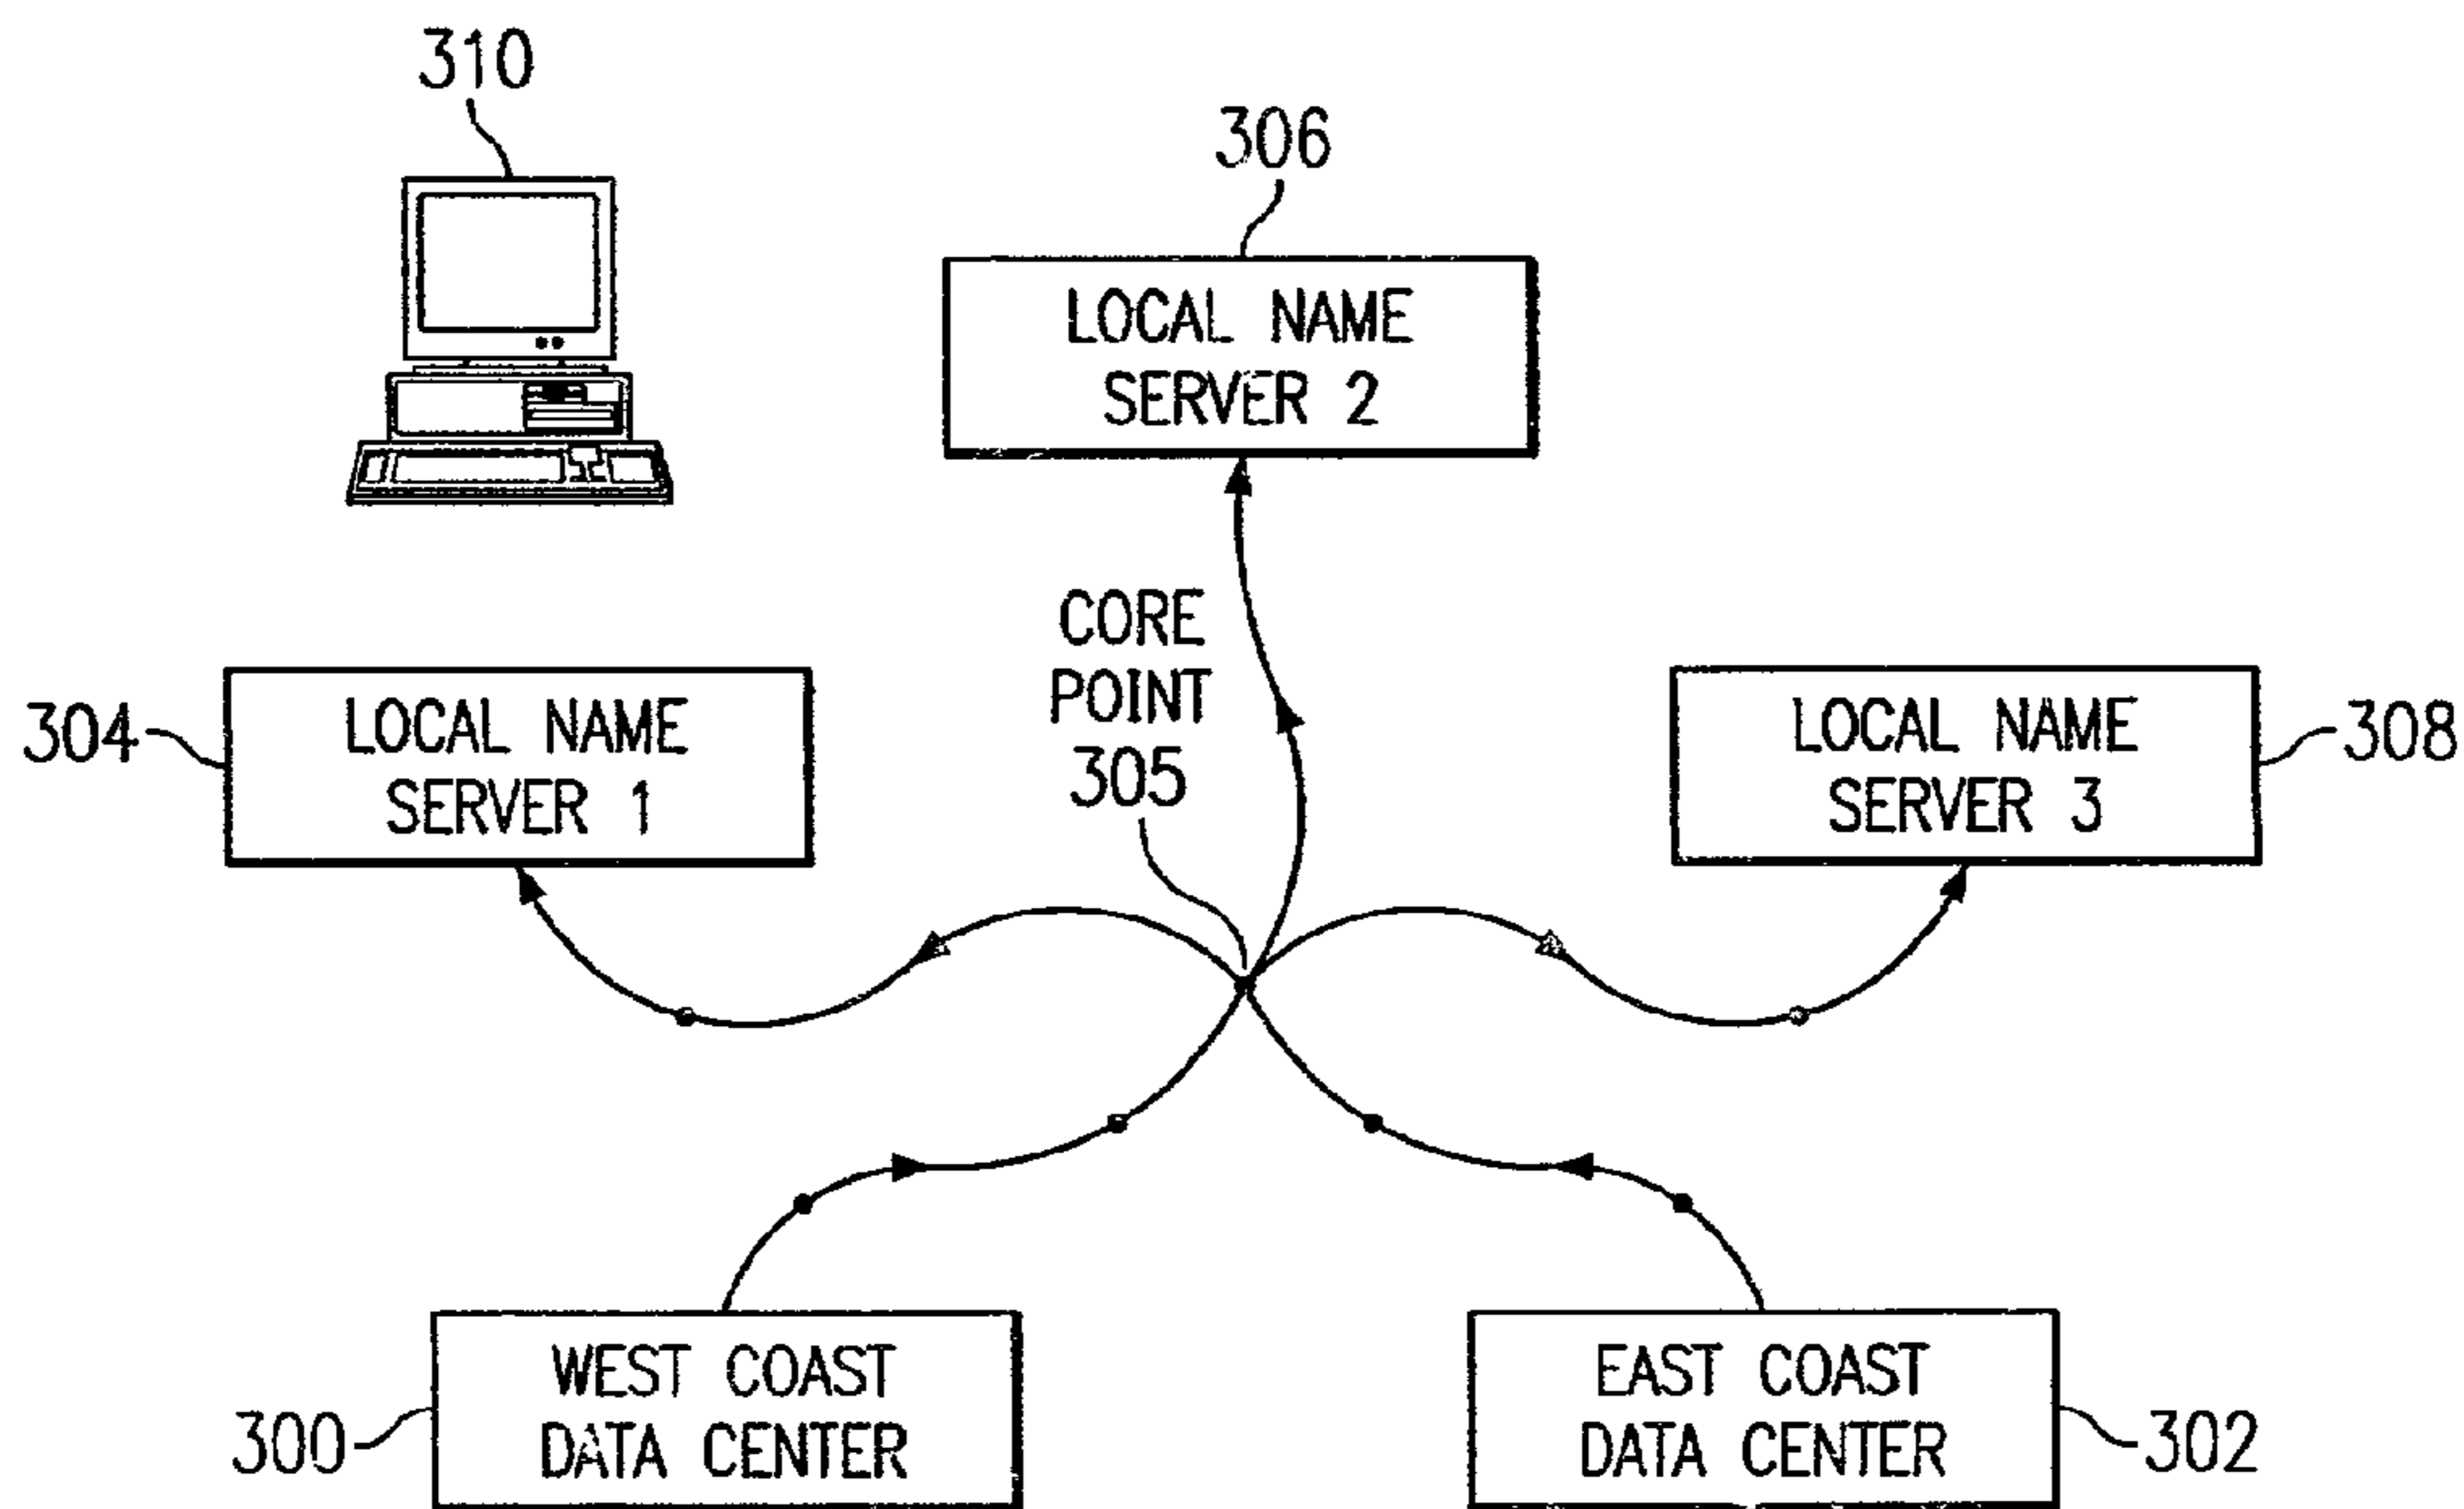 310
306
LOCAL NAME
SERVER 2
CORE
POINT
305
304
LOCAL NAME
SERVER 1
LOCAL NAME
SERVER 3
308
300
WEST COAST
DATA CENTER
EAST COAST
DATA CENTER
302